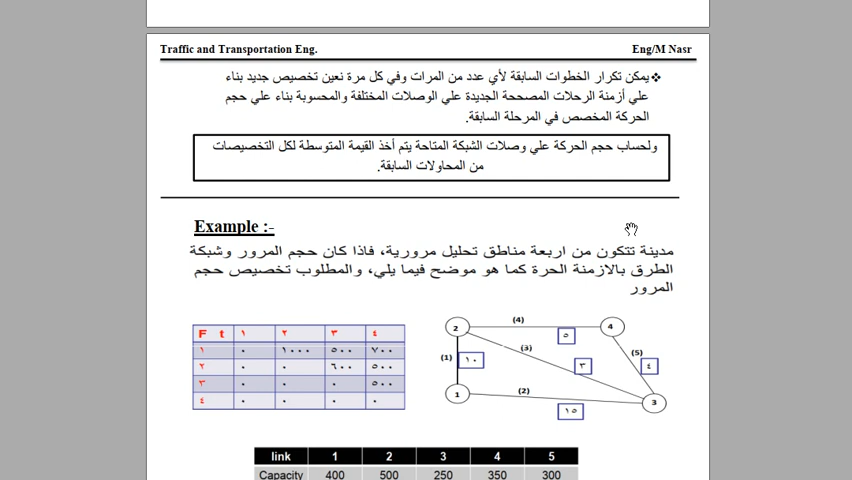 Traffic and Transportation Eng. Eng/M Nasr
❖ يمكن تكرار الخطوات السابقة لأي عدد من المرات وفي كل مرة نعين تخصيص جديد بناء
علي أزمنة الرحلات المصححة الجديدة علي الوصلات المختلفة والمحسوبة بناء علي حجم
الحركة المخصص في المرحلة السابقة.
ولحساب حجم الحركة علي وصلات الشبكة المتاحة يتم أخذ القيمة المتوسطة لكل التخصيصات
من المحاولات السابقة.
Example :-
مدينة تتكون من اربعة مناطق تحليل مرورية، فاذا كان حجم المرور وشبكة
الطرق بالازمنة الحرة كما هو موضح فيما يلي، والمطلوب تخصيص حجم
المرور
F t ١ ٢ ٣ ٤
١ ٠ ١٠٠٠ ٥٠٠ ٧٠٠
٢ ٠ ٠ ٦٠٠ ٥٠٠
٣ ٠ ٠ ٠ ٥٠٠
٤ ٠ ٠ ٠ ٠
2 (4) 4
٥
(1) ١٠ (3) ٣ (5) ٤
1 (2) 3
١٥
link 1 2 3 4 5
Capacity 400 500 250 350 300